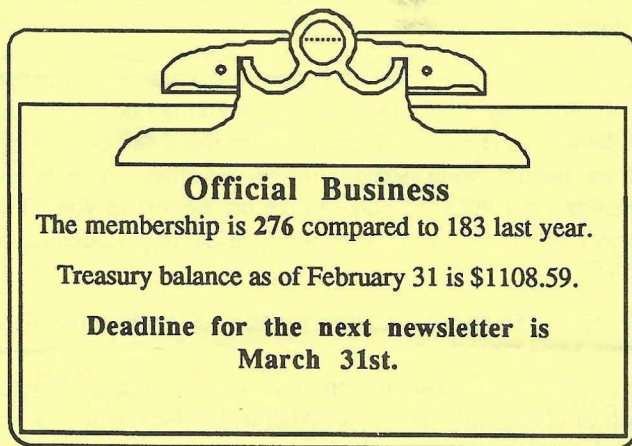 Official Business
The membership is 276 compared to 183 last year.
Treasury balance as of February 31 is $1108.59.
Deadline for the next newsletter is
March 31st.